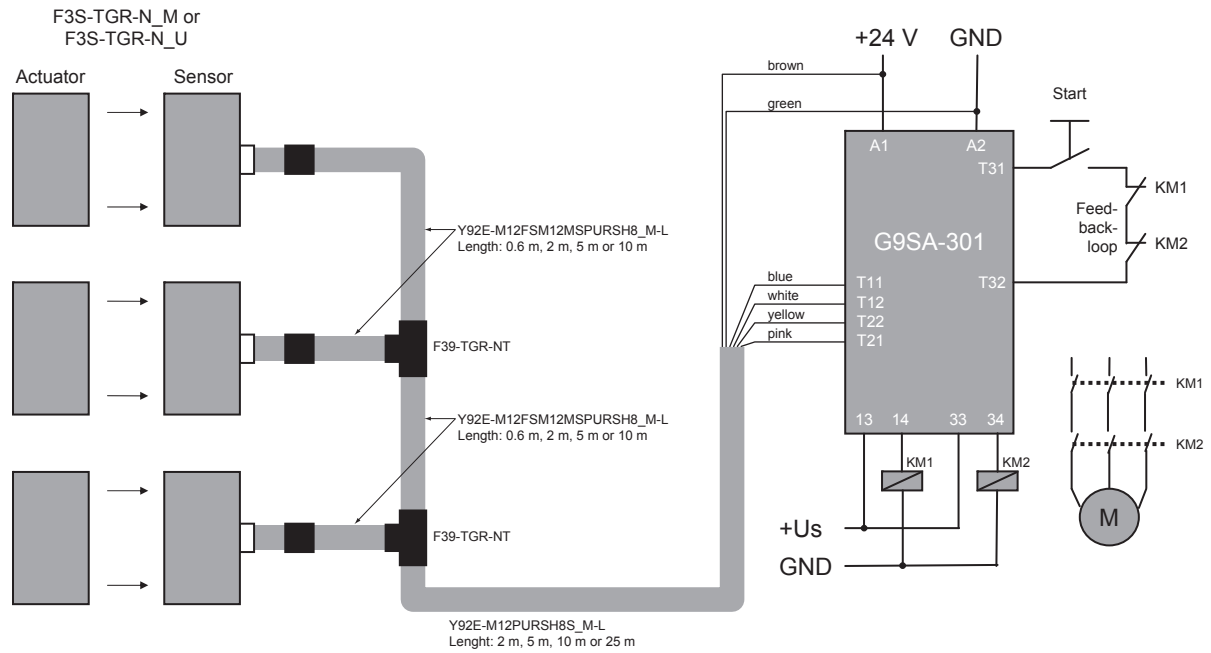 F3S-TGR-N_M or
F3S-TGR-N_U
Actuator
Sensor
+24 V
GND
brown
green
Start
A1
A2
T31
KM1
Feed-
back-
loop
KM2
G9SA-301
Y92E-M12FSM12MSPURSH8_M-L
Length: 0.6 m, 2 m, 5 m or 10 m
blue
white
yellow
pink
T11
T12
T22
T21
T32
F39-TGR-NT
KM1
KM2
M
Y92E-M12FSM12MSPURSH8_M-L
Length: 0.6 m, 2 m, 5 m or 10 m
13
14
33
34
KM1
KM2
F39-TGR-NT
+Us
GND
Y92E-M12PURSH8S_M-L
Lenght: 2 m, 5 m, 10 m or 25 m